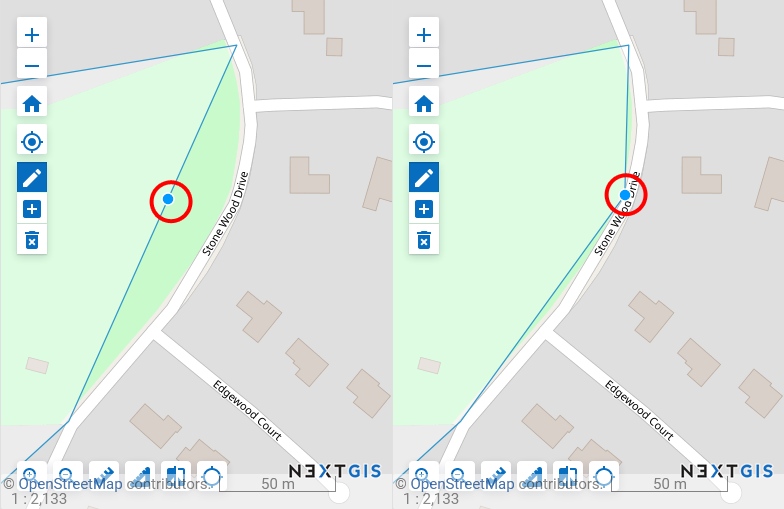 Stone Wood Drive
Edgewood Court
NEXTGIS
© OpenStreetMap contributors.
50 m
1 : 2,133
Stone Wood Drive
Edgewood Court
NEXTGIS
© OpenStreetMap contributors.
50 m
1 : 2,133